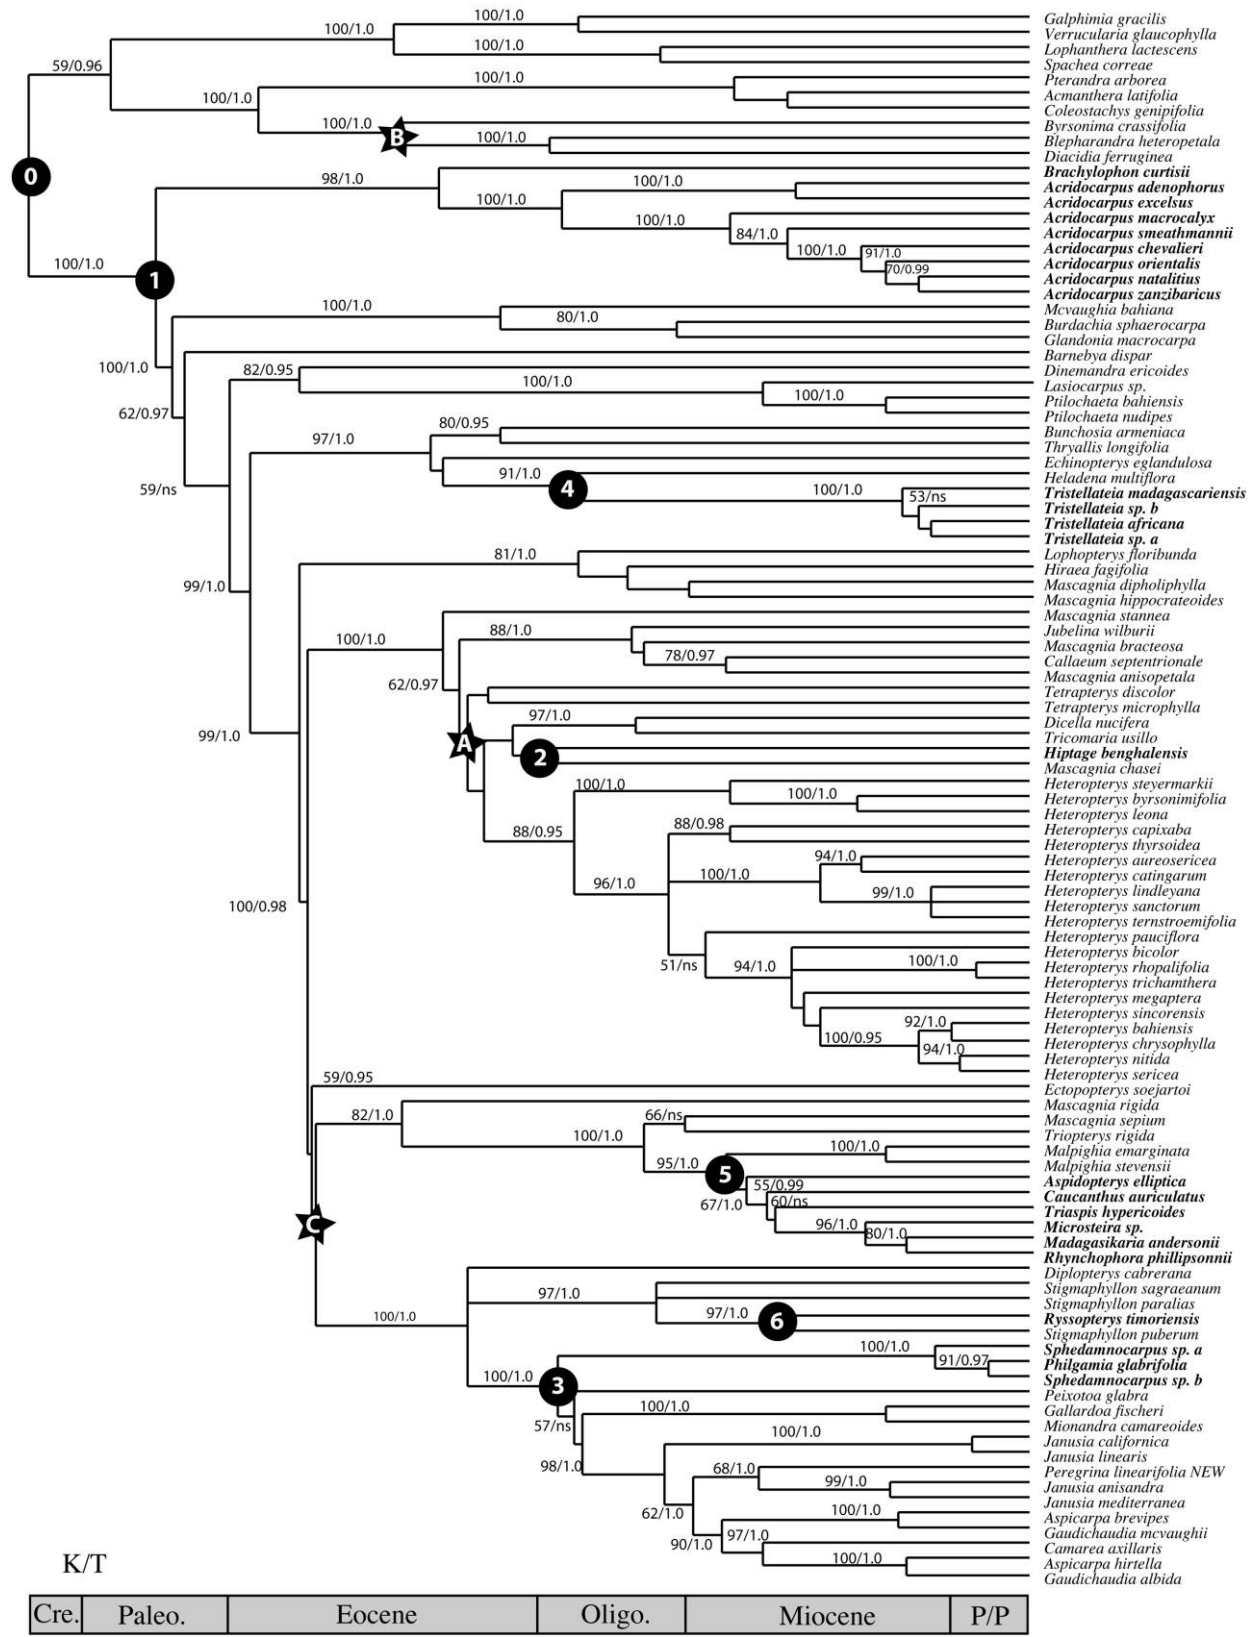 100/1.0
Galphimia gracilis
100/1.0
Verrucularia glaucophylla
100/1.0
Lophanthera lactescens
59/0.96
Spachea correae
100/1.0
Pterandra arborea
100/1.0
Acmanthera latifolia
Coleostachys genipifolia
100/1.0
B
Byrsonima crassifolia
100/1.0
Blepharandra heteropetala
Diacidia ferruginea
0
98/1.0
Brachylophon curtisii
100/1.0
Acridocarpus adenophorus
100/1.0
Acridocarpus excelsus
100/1.0
Acridocarpus macrocalyx
84/1.0
Acridocarpus smeathmannii
100/1.0
91/1.0
Acridocarpus chevalieri
100/1.0
1
70/0.99
Acridocarpus orientalis
Acridocarpus natalitius
Acridocarpus zanzibaricus
100/1.0
Mcvaughia bahiana
80/1.0
Burdachia sphaerocarpa
Glandonia macrocarpa
100/1.0
Barnebya dispar
82/0.95
Dinemandra ericoides
100/1.0
Lasiocarpus sp.
100/1.0
Ptilochaeta bahiensis
62/0.97
Ptilochaeta nudipes
80/0.95
Bunchosia armeniaca
97/1.0
Thryallis longifolia
Echinopterys eglandulosa
91/1.0
Heladena multiflora
59/ns
4
100/1.0
53/ns
Tristellateia madagascariensis
Tristellateia sp. b
Tristellateia africana
Tristellateia sp. a
81/1.0
Lophopterys floribunda
Hiraea fagifolia
99/1.0
Mascagnia dipholiphylla
Mascagnia hippocrateoides
Mascagnia stannea
100/1.0
88/1.0
Jubelina wilburii
Mascagnia bracteosa
78/0.97
Callaeum septentrionale
62/0.97
Mascagnia anisopetala
Tetrapterys discolor
Tetrapterys microphylla
97/1.0
Dicella nucifera
99/1.0
A
Tricomaria usillo
2
Hiptage benghalensis
Mascagnia chasei
100/1.0
Heteropterys steyermarkii
100/1.0
Heteropterys byrsonimifolia
Heteropterys leona
88/0.95
88/0.98
Heteropterys capixaba
Heteropterys thyrsoidea
94/1.0
Heteropterys aureosericea
96/1.0
100/1.0
Heteropterys catingarum
99/1.0
Heteropterys lindleyana
100/0.98
Heteropterys sanctorum
Heteropterys ternstroemifolia
Heteropterys pauciflora
Heteropterys bicolor
51/ns
94/1.0
100/1.0
Heteropterys rhopalifolia
Heteropterys trichamthera
Heteropterys megaptera
Heteropterys sincorensis
92/1.0
Heteropterys bahiensis
100/0.95
Heteropterys chrysophylla
94/1.0
Heteropterys nitida
Heteropterys sericea
59/0.95
Ectopopterys soejartoi
Mascagnia rigida
82/1.0
66/ns
Mascagnia sepium
100/1.0
Triopterys rigida
100/1.0
Malpighia emarginata
95/1.0
5
Malpighia stevensii
55/0.99
Aspidopterys elliptica
67/1.0
60/ns
Caucanthus auriculatus
Triaspis hypericoides
C
96/1.0
Microsteira sp.
80/1.0
Madagasikaria andersonii
Rhynchophora phillipsonnii
Diplopterys cabrerana
97/1.0
Stigmaphyllon sagraeanum
Stigmaphyllon paralias
100/1.0
97/1.0
6
Ryssopterys timoriensis
Stigmaphyllon puberum
100/1.0
Sphedamnocarpus sp. a
91/0.97
Philgamia glabrifolia
100/1.0
3
Sphedamnocarpus sp. b
Peixotoa glabra
57/ns
100/1.0
Gallardoa fischeri
Mionandra camareoides
100/1.0
Janusia californica
Janusia linearis
98/1.0
68/1.0
Peregrina linearifolia NEW
99/1.0
Janusia anisandra
62/1.0
Janusia mediterranea
100/1.0
Aspicarpa brevipes
90/1.0
97/1.0
Gaudichaudia mcvaughii
Camarea axillaris
100/1.0
Aspicarpa hirtella
K/T
Gaudichaudia albida
Cre.
Paleo.
Eocene
Oligo.
Miocene
P/P